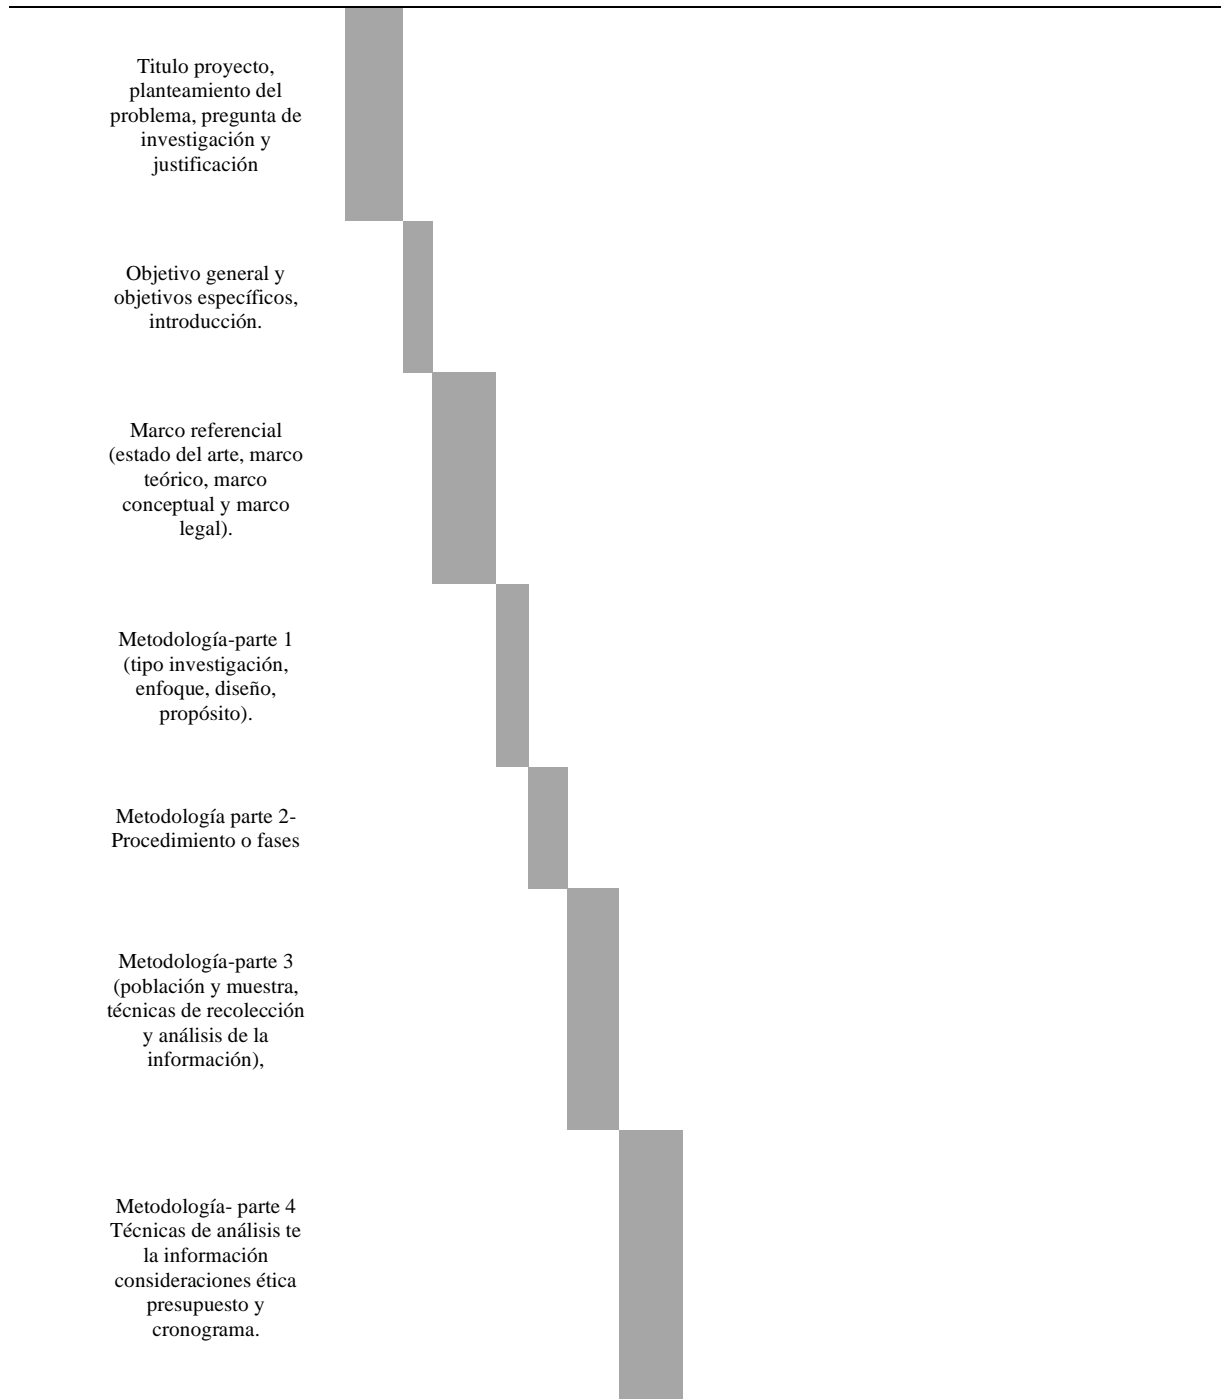 Titulo proyecto,
planteamiento del
problema, pregunta de
investigación y
justificación
Objetivo general y
objetivos específicos,
introducción.
Marco referencial
(estado del arte, marco
teórico, marco
conceptual y marco
legal).
Metodología-parte 1
(tipo investigación,
enfoque, diseño,
propósito).
Metodología parte 2-
Procedimiento o fases
Metodología-parte 3
(población y muestra,
técnicas de recolección
y análisis de la
información),
Metodología- parte 4
Técnicas de análisis te
la información
consideraciones ética
presupuesto y
cronograma.